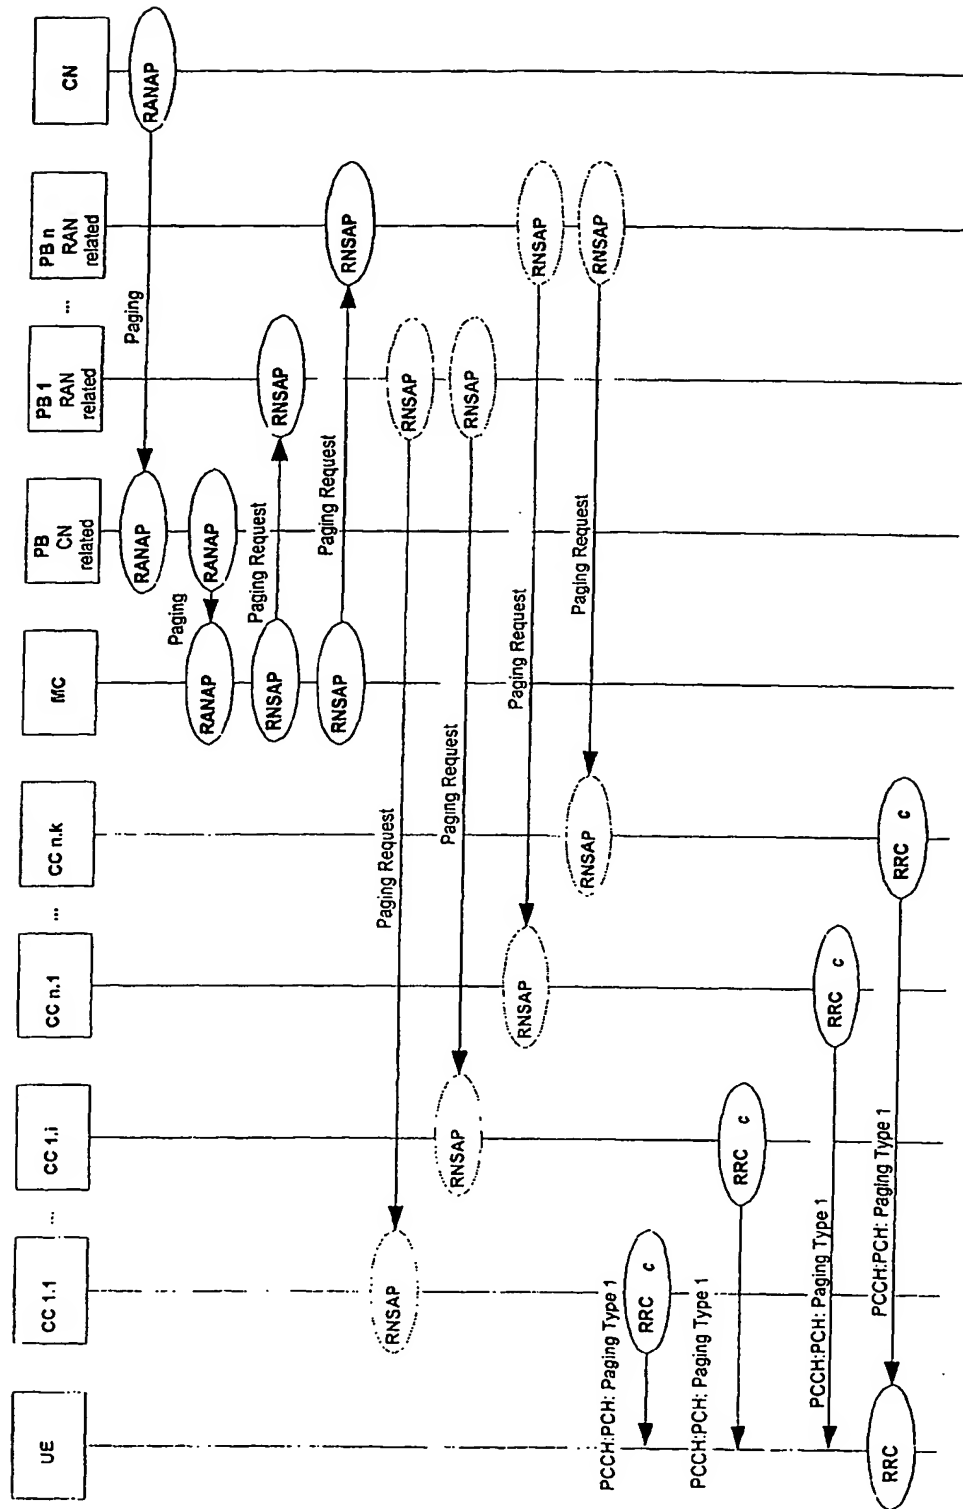 UE
CC 1.1
...
CC 1.i
CC n.1
...
CC n.k
MC
PB
CN
related
PB 1
RAN
related
...
PB n
RAN
related
CN
RANAP
Paging
RANAP
RANAP
Paging
RANAP
RNSAP
Paging Request
RNSAP
RNSAP
Paging Request
RNSAP
RNSAP
Paging Request
RNSAP
RNSAP
Paging Request
RNSAP
RNSAP
Paging Request
RNSAP
RNSAP
Paging Request
RNSAP
RRC c
PCCH:PCH: Paging Type 1
RRC c
PCCH:PCH: Paging Type 1
RRC c
PCCH:PCH: Paging Type 1
RRC c
PCCH:PCH: Paging Type 1
RRC